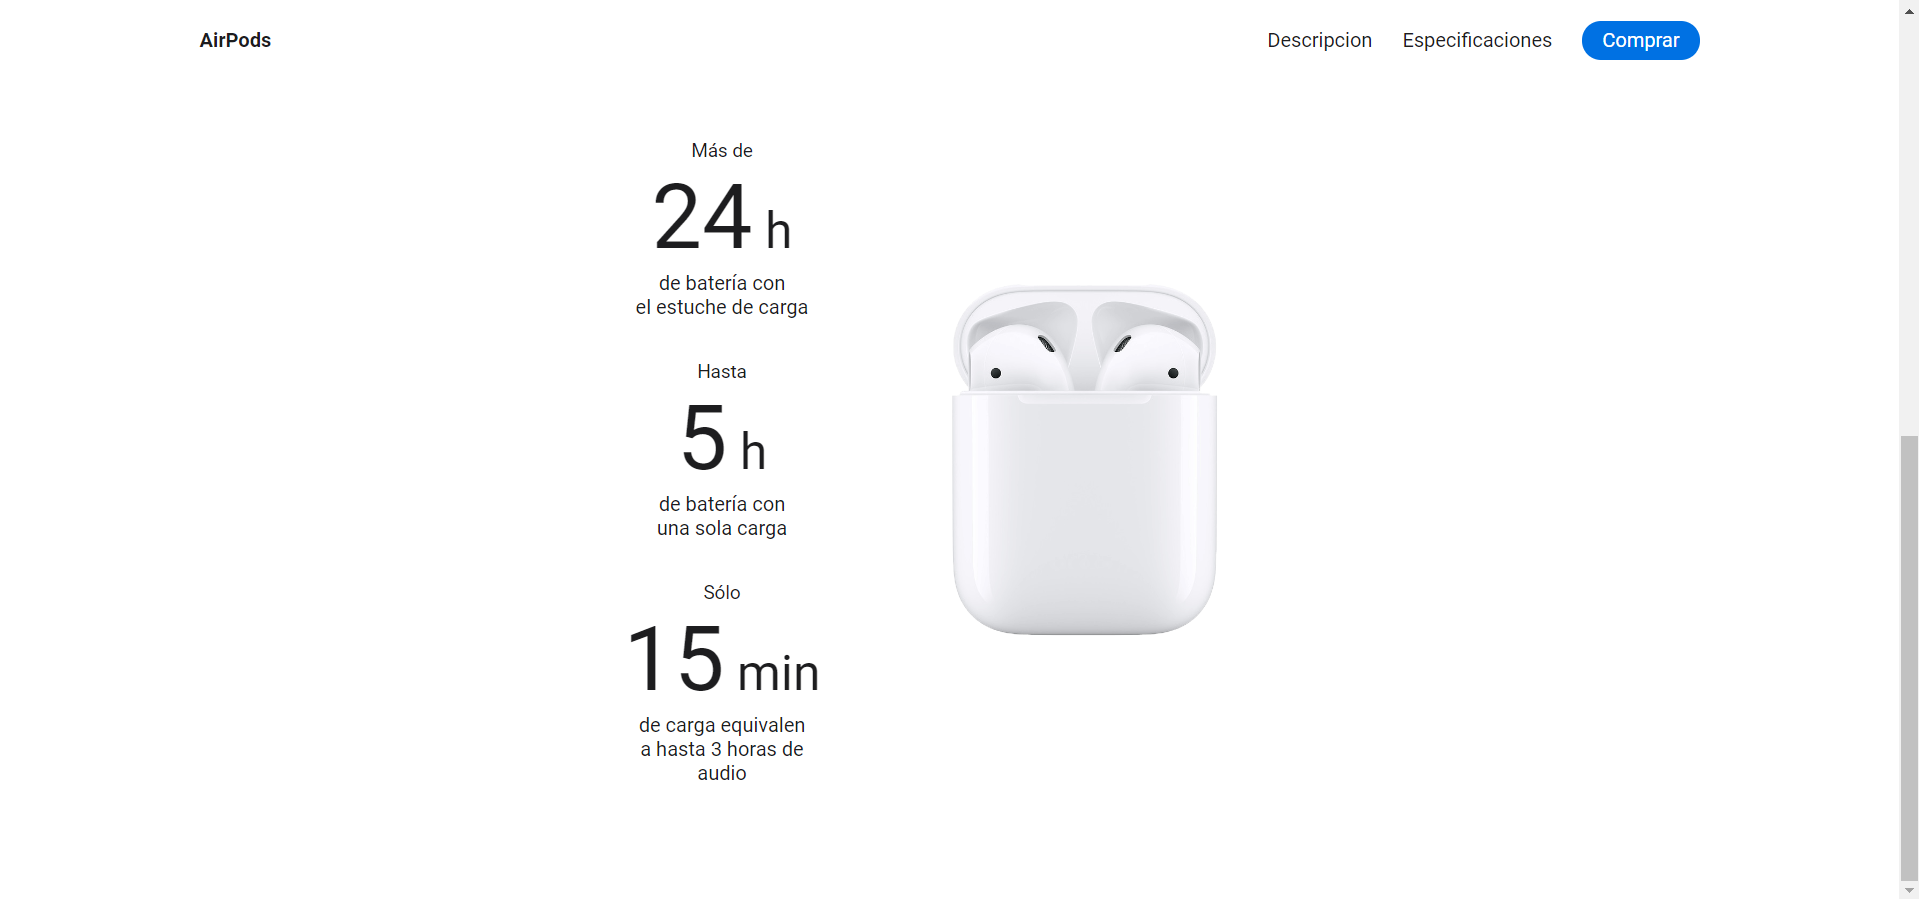 AirPods
Descripcion
Especificaciones
Comprar
Más de
24 h
de batería con
el estuche de carga
Hasta
5 h
de batería con
una sola carga
Sólo
15 min
de carga equivalen
a hasta 3 horas de
audio